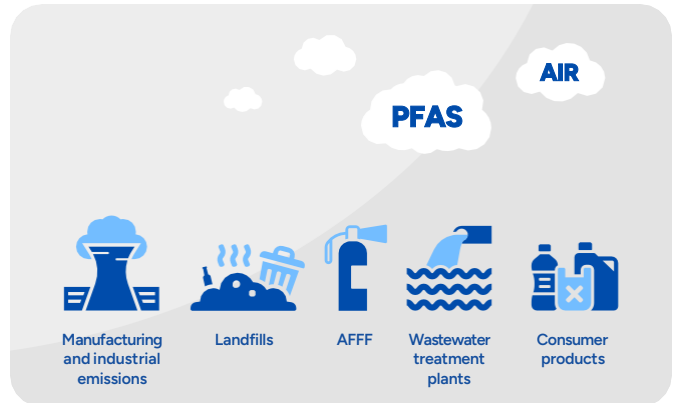 AIR
PFAS
Manufacturing
and industrial
emissions
Landfills
AFFF
Wastewater
treatment
plants
Consumer
products